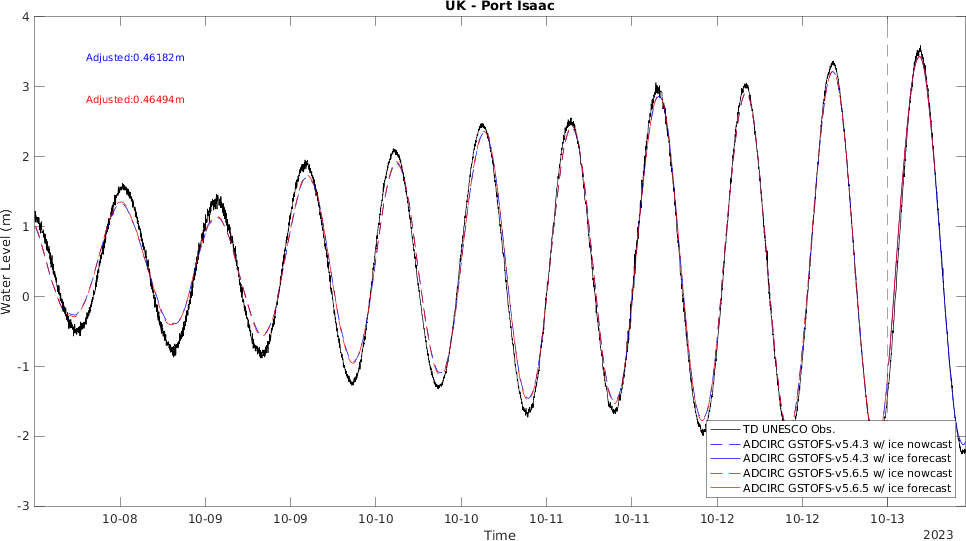 UK - Port Isaac
Adjusted:0.46182m
Adjusted:0.46494m
Water Level (m)
4
3
2
1
0
-1
-2
-3
TD UNESCO Obs.
ADCIRC GSTOFS-v5.4.3 w/ ice nowcast
ADCIRC GSTOFS-v5.4.3 w/ ice forecast
ADCIRC GSTOFS-v5.6.5 w/ ice nowcast
ADCIRC GSTOFS-v5.6.5 w/ ice forecast
10-08 10-09 10-09 10-10 10-10 10-11 10-11 10-12 10-12 10-13
Time
2023